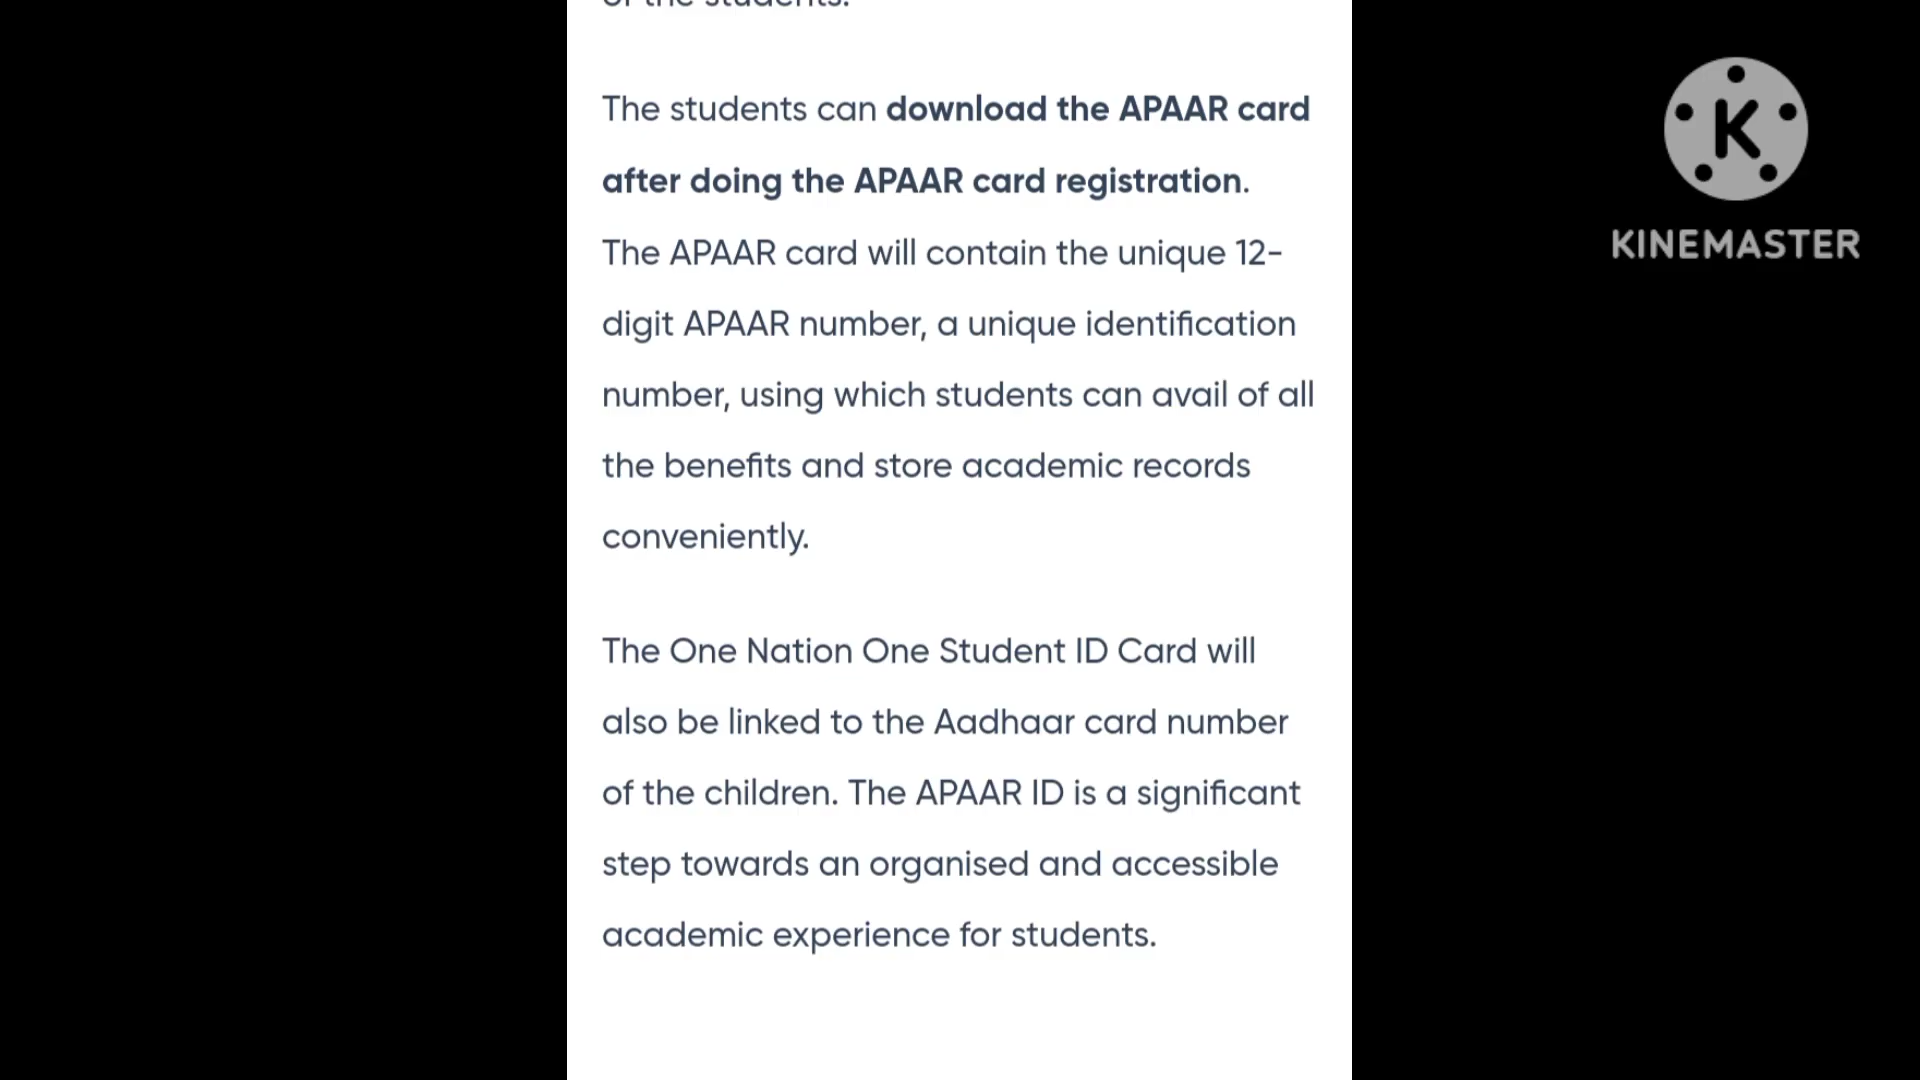 of the students.
The students can download the APAAR card
after doing the APAAR card registration.
The APAAR card will contain the unique 12-
digit APAAR number, a unique identification
number, using which students can avail of all
the benefits and store academic records
conveniently.
The One Nation One Student ID Card will
also be linked to the Aadhaar card number
of the children. The APAAR ID is a significant
step towards an organised and accessible
academic experience for students.
K
KINEMASTER